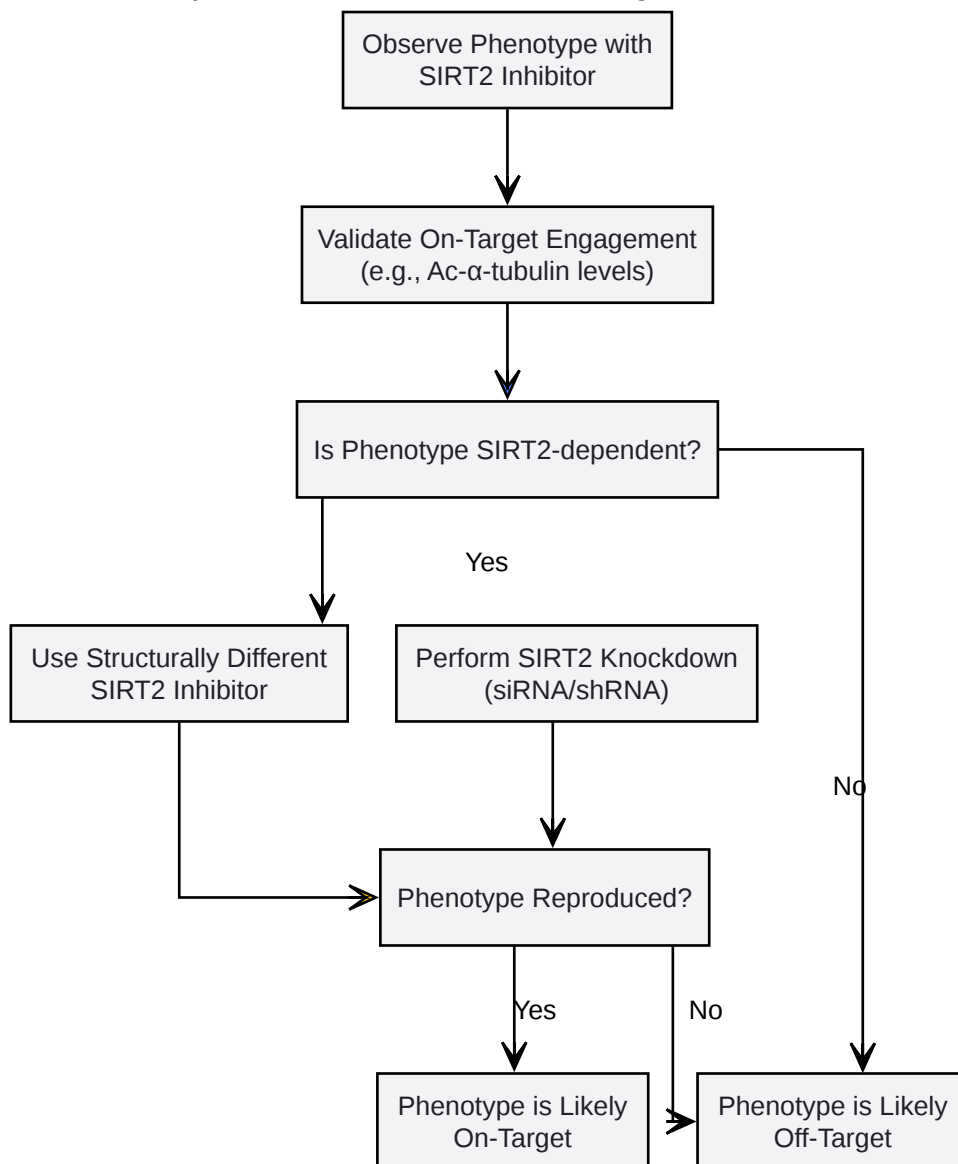 Observe Phenotype with
SIRT2 Inhibitor
Validate On-Target Engagement
(e.g., Ac-α-tubulin levels)
Is Phenotype SIRT2-dependent?
Yes
Use Structurally Different
SIRT2 Inhibitor
Perform SIRT2 Knockdown
(siRNA/shRNA)
No
Phenotype Reproduced?
Yes
No
Phenotype is Likely
On-Target
Phenotype is Likely
Off-Target